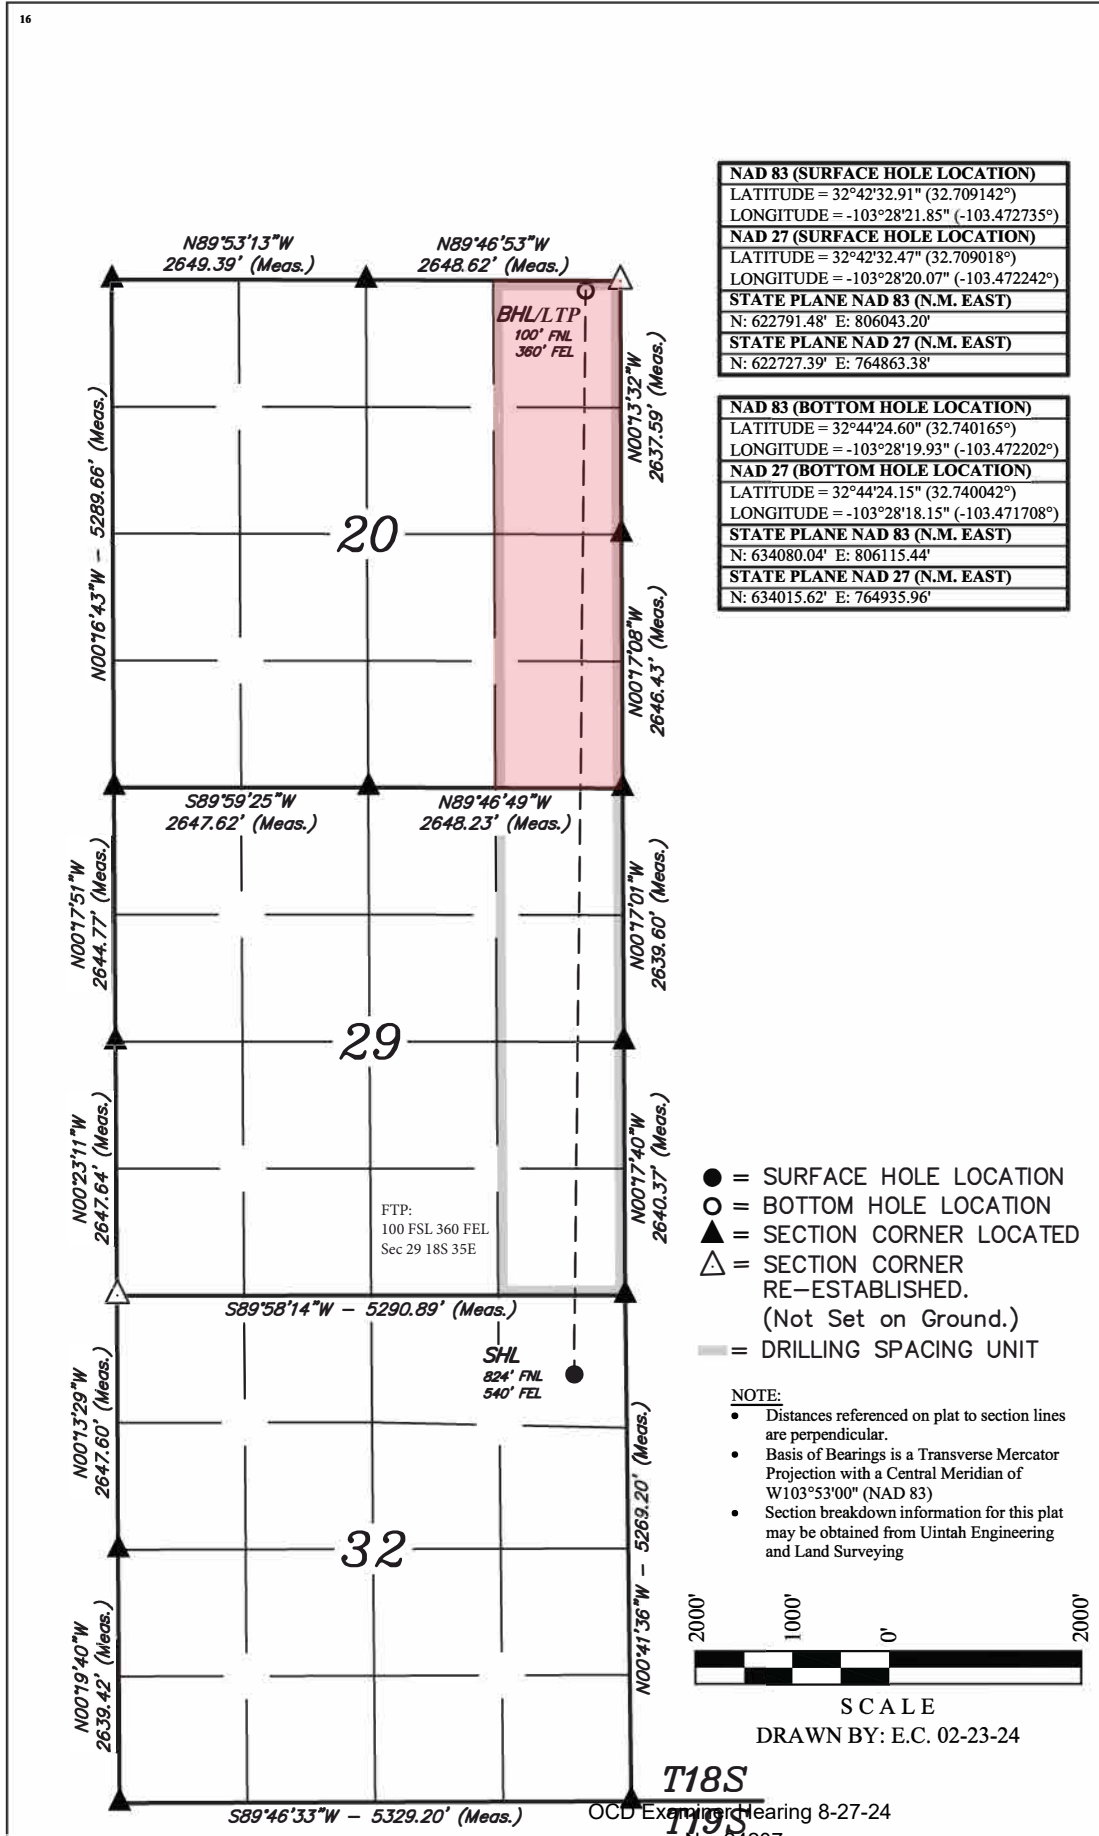 16
NAD 83 (SURFACE HOLE LOCATION)
LATITUDE = 32°42'32.91" (32.709142°)
LONGITUDE = -103°28'21.85" (-103.472735°)
NAD 27 (SURFACE HOLE LOCATION)
LATITUDE = 32°42'32.47" (32.709018°)
LONGITUDE = -103°28'20.07" (-103.472242°)
STATE PLANE NAD 83 (N.M. EAST)
N: 622791.48' E: 806043.20'
STATE PLANE NAD 27 (N.M. EAST)
N: 622727.39' E: 764863.38'
NAD 83 (BOTTOM HOLE LOCATION)
LATITUDE = 32°44'24.60" (32.740165°)
LONGITUDE = -103°28'19.93" (-103.472202°)
NAD 27 (BOTTOM HOLE LOCATION)
LATITUDE = 32°44'24.15" (32.740042°)
LONGITUDE = -103°28'18.15" (-103.471708°)
STATE PLANE NAD 83 (N.M. EAST)
N: 634080.04' E: 806115.44'
STATE PLANE NAD 27 (N.M. EAST)
N: 634015.62' E: 764935.96'
N89°53'13"W
2649.39' (Meas.)
N89°46'53"W
2648.62' (Meas.)
BHL/LTP
100' FNL
360' FEL
N00°13'32"W
2637.59' (Meas.)
N00°16'43"W – 5289.66' (Meas.)
20
N00°17'08"W
2646.43' (Meas.)
S89°59'25"W
2647.62' (Meas.)
N89°46'49"W
2648.23' (Meas.)
N00°17'51"W
2644.77' (Meas.)
N00°17'01"W
2639.60' (Meas.)
29
N00°23'11"W
2647.64' (Meas.)
N00°17'40"W
2640.37' (Meas.)
FTP:
100 FSL 360 FEL
Sec 29 18S 35E
S89°58'14"W – 5290.89' (Meas.)
SHL
824' FNL
540' FEL
N00°13'29"W
2647.60' (Meas.)
N00°41'36"W – 5269.20' (Meas.)
32
N00°19'40"W
2639.42' (Meas.)
S89°46'33"W – 5329.20' (Meas.)
= SURFACE HOLE LOCATION
= BOTTOM HOLE LOCATION
= SECTION CORNER LOCATED
= SECTION CORNER
RE–ESTABLISHED.
(Not Set on Ground.)
= DRILLING SPACING UNIT
NOTE:
• Distances referenced on plat to section lines
are perpendicular.
• Basis of Bearings is a Transverse Mercator
Projection with a Central Meridian of
W103°53'00" (NAD 83)
• Section breakdown information for this plat
may be obtained from Uintah Engineering
and Land Surveying
2000' 1000' 0' 2000'
SCALE
DRAWN BY: E.C. 02-23-24
T18S
OCD Examiner Hearing 8-27-24
T19S